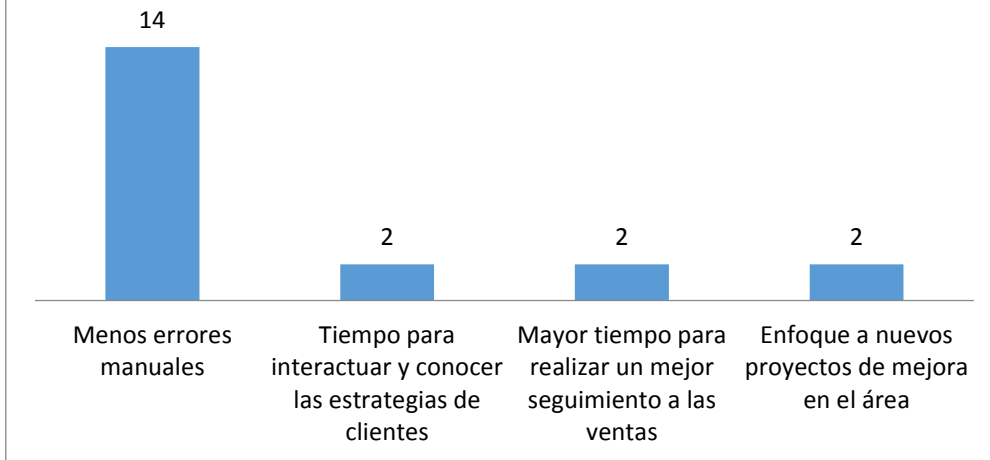 14
2
2
2
Menos errores
manuales
Tiempo para
interactuar y conocer
las estrategias de
clientes
Mayor tiempo para
realizar un mejor
seguimiento a las
ventas
Enfoque a nuevos
proyectos de mejora
en el área